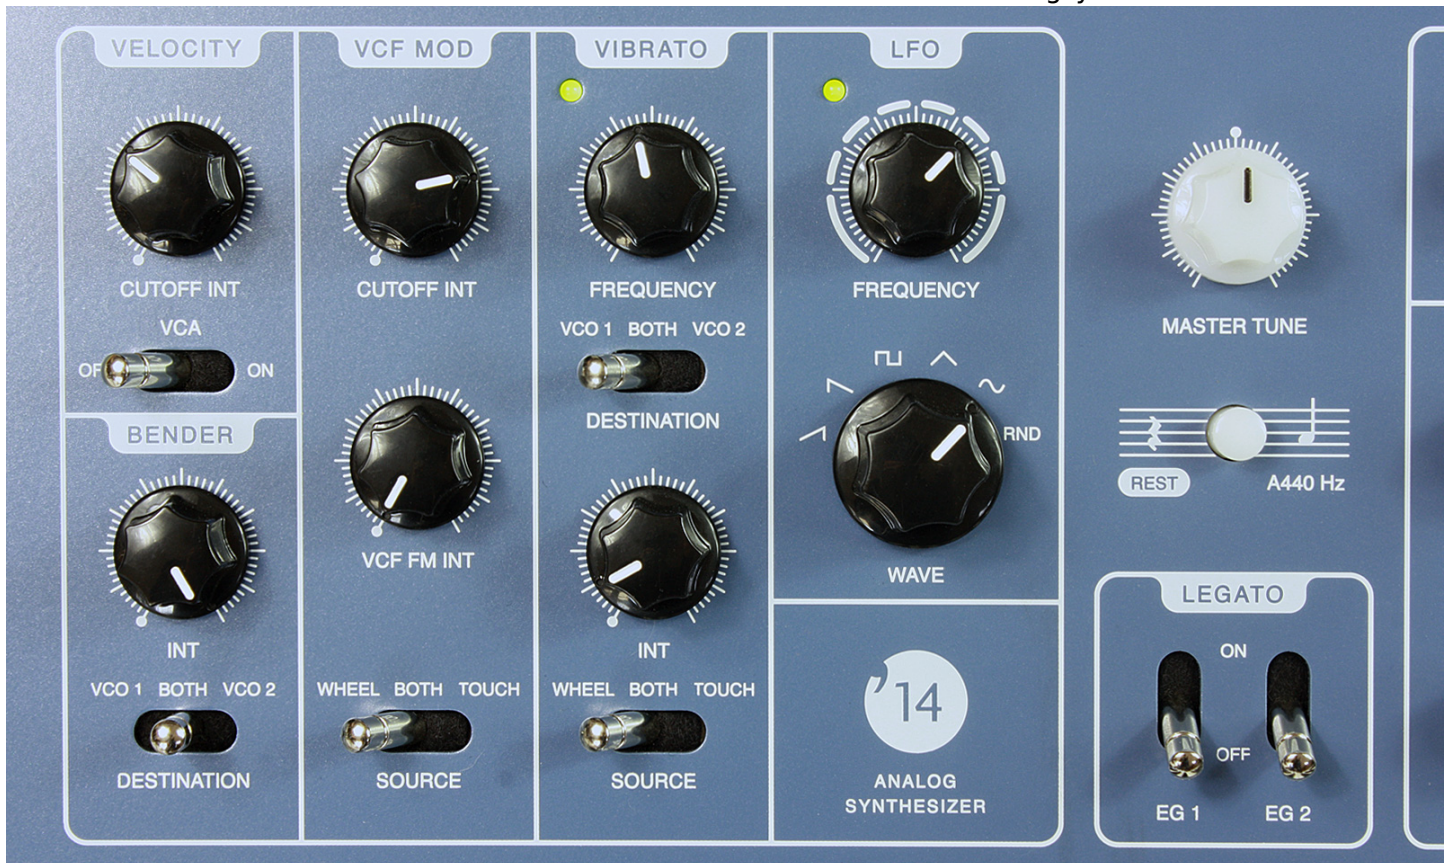 VELOCITY
CUTOFF INT
VCA
ON
BENDER
INT
VCO 1 BOTH VCO 2
DESTINATION
VCF MOD
CUTOFF INT
VCF FM INT
WHEEL BOTH TOUCH
SOURCE
VIBRATO
FREQUENCY
VCO 1 BOTH VCO 2
DESTINATION
INT
WHEEL BOTH TOUCH
SOURCE
LFO
FREQUENCY
RND
WAVE
'14
ANALOG
SYNTHESIZER
MASTER TUNE
REST
A440 Hz
LEGATO
ON
OFF
EG 1
EG 2